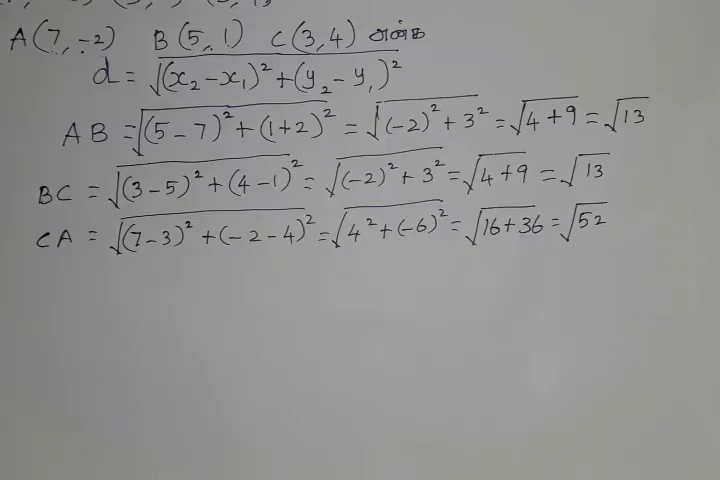 A(7, -2) B(5, 1) C(3, 4) என்க
d = √(x₂ - x₁)² + (y₂ - y₁)²
AB = √(5 - 7)² + (1 + 2)² = √(-2)² + 3² = √4 + 9 = √13
BC = √(3 - 5)² + (4 - 1)² = √(-2)² + 3² = √4 + 9 = √13
CA = √(7 - 3)² + (-2 - 4)² = √4² + (-6)² = √16 + 36 = √52